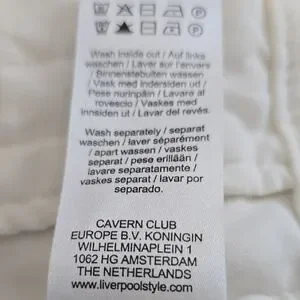 Wash inside out / Auf links
waschen / Laver sur l'envers
/ Binnenstebuiten wassen
/ Vask med indersiden ud /
Pese nurinpäin / Lavare al
rovescio / Vaskes med
innsiden ut / Lavar del revés.
Wash separately / separat
waschen / laver séparément
/ apart wassen / vaskes
separat / pese erillään /
lavare separatamente /
vaskes separat / lavar por
separado.
CAVERN CLUB
EUROPE B.V. KONINGIN
WILHELMINAPLEIN 1
1062 HG AMSTERDAM
THE NETHERLANDS
www.liverpoolstyle.com